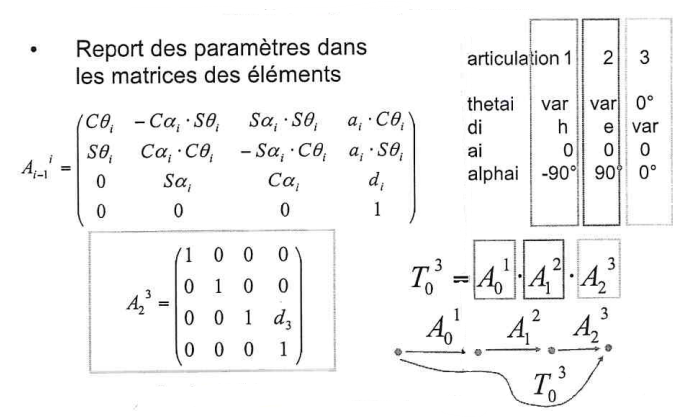 • Report des paramètres dans
les matrices des éléments
A_{i-1}^i = ( Cθ_i  -Cα_i · Sθ_i  Sα_i · Sθ_i  a_i · Cθ_i
Sθ_i  Cα_i · Cθ_i  -Sα_i · Cθ_i  a_i · Sθ_i
0  Sα_i  Cα_i  d_i
0  0  0  1 )
A_2^3 = ( 1 0 0 0
0 1 0 0
0 0 1 d_3
0 0 0 1 )
articulation 1 2 3
thetai var var 0°
di h e var
ai 0 0 0
alphai -90° 90° 0°
T_0^3 = A_0^1 · A_1^2 · A_2^3
A_0^1 A_1^2 A_2^3
T_0^3